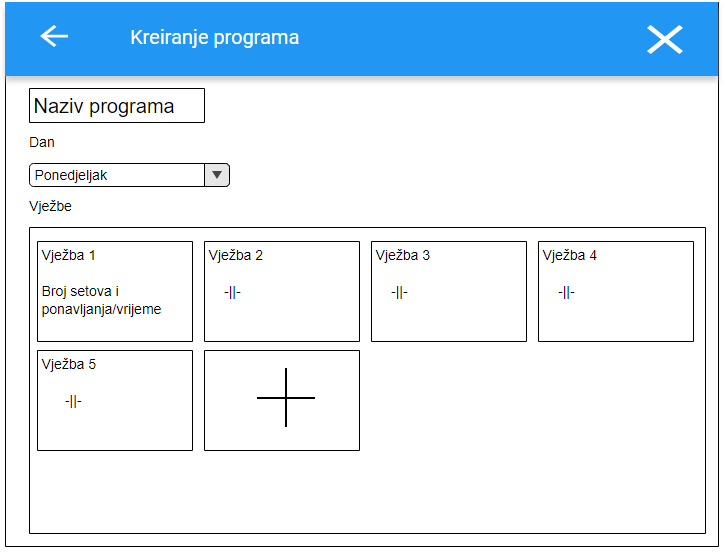 Kreiranje programa
Naziv programa
Dan
Ponedjeljak
Vježbe
Vježba 1
Broj setova i
ponavljanja/vrijeme
Vježba 2
-||-
Vježba 3
-||-
Vježba 4
-||-
Vježba 5
-||-